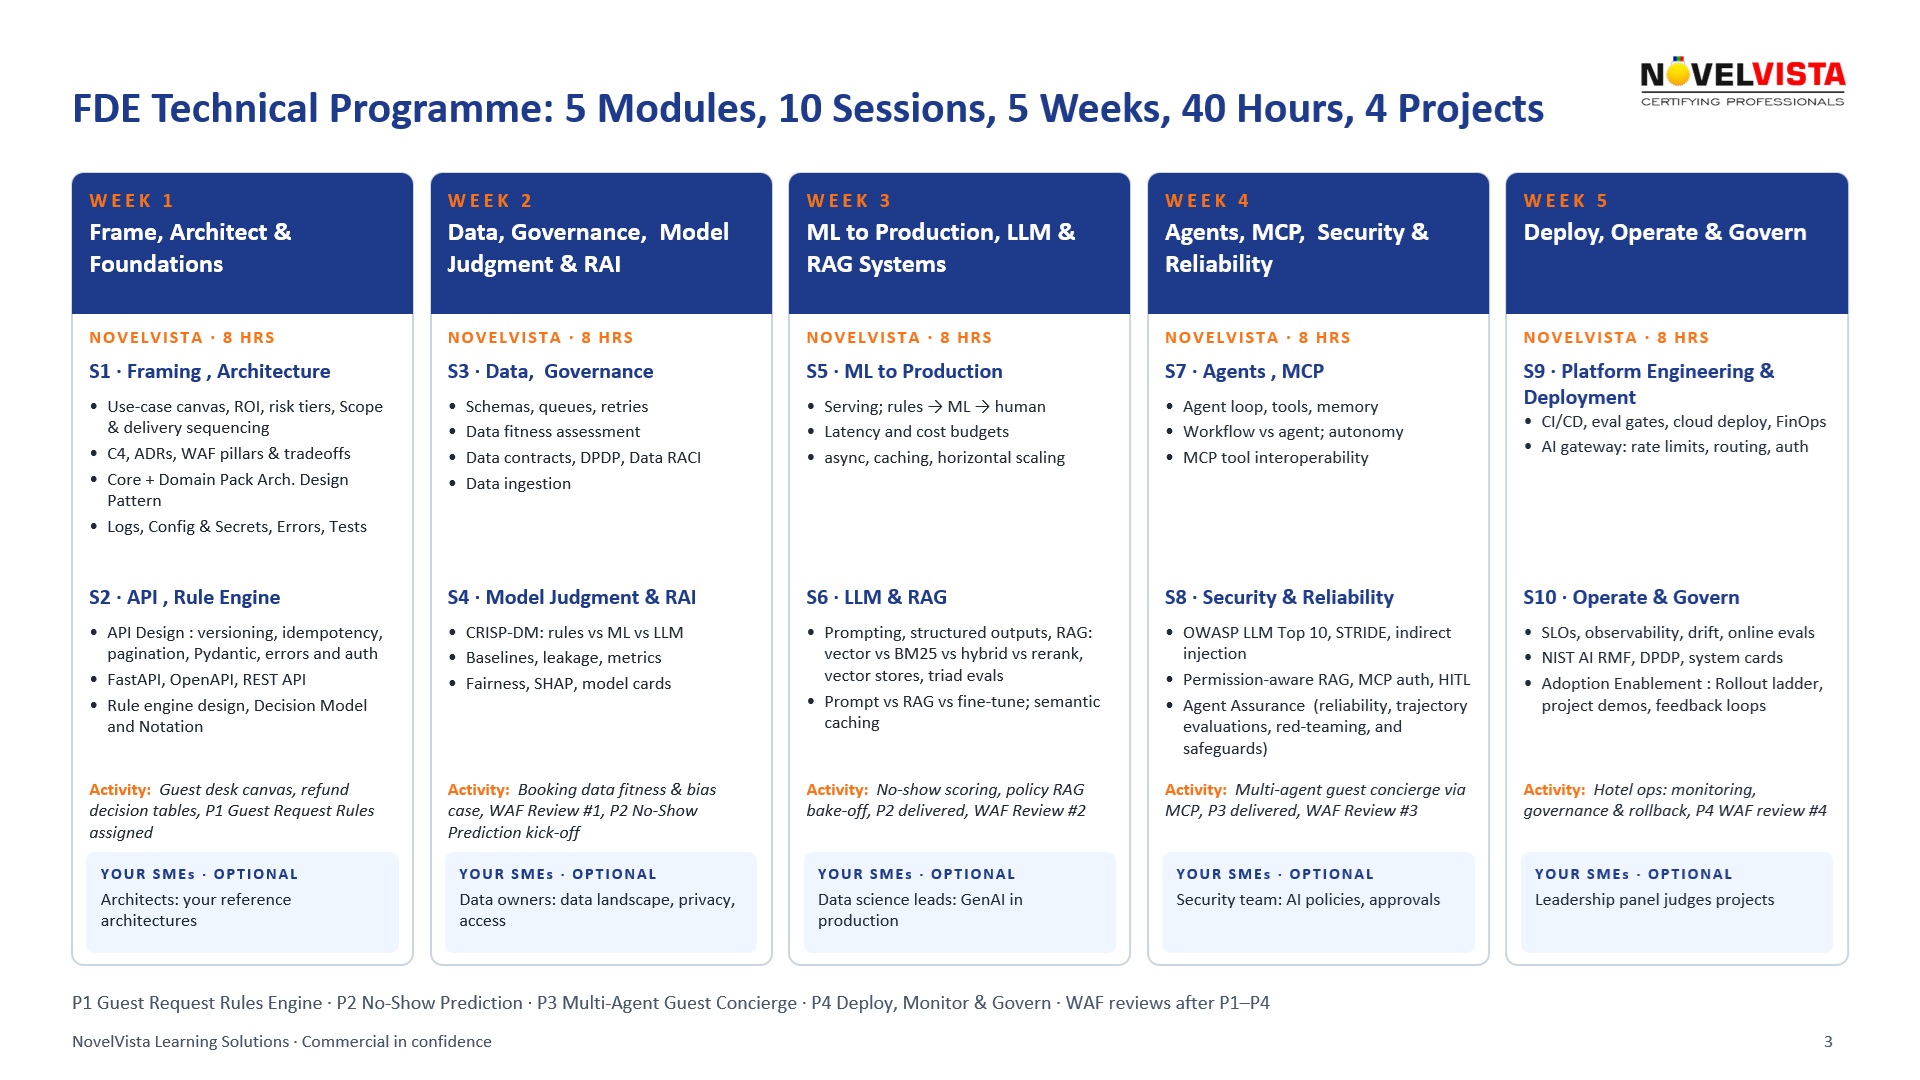 NOVELVISTA
CERTIFYING PROFESSIONALS
FDE Technical Programme: 5 Modules, 10 Sessions, 5 Weeks, 40 Hours, 4 Projects
WEEK 1
Frame, Architect &
Foundations
NOVELVISTA · 8 HRS
S1 · Framing , Architecture
• Use-case canvas, ROI, risk tiers, Scope
& delivery sequencing
• C4, ADRs, WAF pillars & tradeoffs
• Core + Domain Pack Arch. Design
Pattern
• Logs, Config & Secrets, Errors, Tests
S2 · API , Rule Engine
• API Design : versioning, idempotency,
pagination, Pydantic, errors and auth
• FastAPI, OpenAPI, REST API
• Rule engine design, Decision Model
and Notation
Activity:  Guest desk canvas, refund
decision tables, P1 Guest Request Rules
assigned
YOUR SMEs · OPTIONAL
Architects: your reference
architectures
WEEK 2
Data, Governance,  Model
Judgment & RAI
NOVELVISTA · 8 HRS
S3 · Data,  Governance
• Schemas, queues, retries
• Data fitness assessment
• Data contracts, DPDP, Data RACI
• Data ingestion
S4 · Model Judgment & RAI
• CRISP-DM: rules vs ML vs LLM
• Baselines, leakage, metrics
• Fairness, SHAP, model cards
Activity:  Booking data fitness & bias
case, WAF Review #1, P2 No-Show
Prediction kick-off
YOUR SMEs · OPTIONAL
Data owners: data landscape, privacy,
access
WEEK 3
ML to Production, LLM &
RAG Systems
NOVELVISTA · 8 HRS
S5 · ML to Production
• Serving; rules → ML → human
• Latency and cost budgets
• async, caching, horizontal scaling
S6 · LLM & RAG
• Prompting, structured outputs, RAG:
vector vs BM25 vs hybrid vs rerank,
vector stores, triad evals
• Prompt vs RAG vs fine-tune; semantic
caching
Activity:  No-show scoring, policy RAG
bake-off, P2 delivered, WAF Review #2
YOUR SMEs · OPTIONAL
Data science leads: GenAI in
production
WEEK 4
Agents, MCP,  Security &
Reliability
NOVELVISTA · 8 HRS
S7 · Agents , MCP
• Agent loop, tools, memory
• Workflow vs agent; autonomy
• MCP tool interoperability
S8 · Security & Reliability
• OWASP LLM Top 10, STRIDE, indirect
injection
• Permission-aware RAG, MCP auth, HITL
• Agent Assurance  (reliability, trajectory
evaluations, red-teaming, and
safeguards)
Activity:  Multi-agent guest concierge via
MCP, P3 delivered, WAF Review #3
YOUR SMEs · OPTIONAL
Security team: AI policies, approvals
WEEK 5
Deploy, Operate & Govern
NOVELVISTA · 8 HRS
S9 · Platform Engineering &
Deployment
• CI/CD, eval gates, cloud deploy, FinOps
• AI gateway: rate limits, routing, auth
S10 · Operate & Govern
• SLOs, observability, drift, online evals
• NIST AI RMF, DPDP, system cards
• Adoption Enablement : Rollout ladder,
project demos, feedback loops
Activity:  Hotel ops: monitoring,
governance & rollback, P4 WAF review #4
YOUR SMEs · OPTIONAL
Leadership panel judges projects
P1 Guest Request Rules Engine · P2 No-Show Prediction · P3 Multi-Agent Guest Concierge · P4 Deploy, Monitor & Govern · WAF reviews after P1–P4
NovelVista Learning Solutions · Commercial in confidence
3